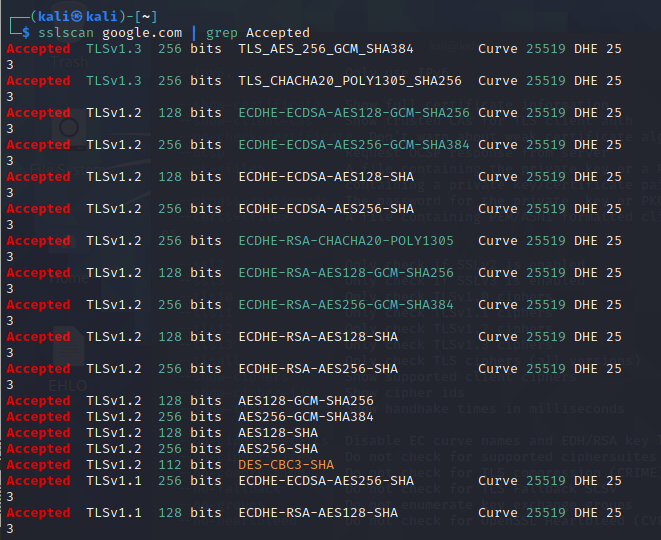 (kali㉿kali)-[~]
$ sslscan google.com | grep Accepted
Accepted TLSv1.3 256 bits TLS_AES_256_GCM_SHA384 Curve 25519 DHE 25
3
Accepted TLSv1.3 256 bits TLS_CHACHA20_POLY1305_SHA256 Curve 25519 DHE 25
3
Accepted TLSv1.2 128 bits ECDHE-ECDSA-AES128-GCM-SHA256 Curve 25519 DHE 25
3
Accepted TLSv1.2 256 bits ECDHE-ECDSA-AES256-GCM-SHA384 Curve 25519 DHE 25
3
Accepted TLSv1.2 128 bits ECDHE-ECDSA-AES128-SHA Curve 25519 DHE 25
3
Accepted TLSv1.2 256 bits ECDHE-ECDSA-AES256-SHA Curve 25519 DHE 25
3
Accepted TLSv1.2 256 bits ECDHE-RSA-CHACHA20-POLY1305 Curve 25519 DHE 25
3
Accepted TLSv1.2 128 bits ECDHE-RSA-AES128-GCM-SHA256 Curve 25519 DHE 25
3
Accepted TLSv1.2 256 bits ECDHE-RSA-AES256-GCM-SHA384 Curve 25519 DHE 25
3
Accepted TLSv1.2 128 bits ECDHE-RSA-AES128-SHA Curve 25519 DHE 25
3
Accepted TLSv1.2 256 bits ECDHE-RSA-AES256-SHA Curve 25519 DHE 25
3
Accepted TLSv1.2 128 bits AES128-GCM-SHA256
Accepted TLSv1.2 256 bits AES256-GCM-SHA384
Accepted TLSv1.2 128 bits AES128-SHA
Accepted TLSv1.2 256 bits AES256-SHA
Accepted TLSv1.2 112 bits DES-CBC3-SHA
Accepted TLSv1.1 256 bits ECDHE-ECDSA-AES256-SHA Curve 25519 DHE 25
3
Accepted TLSv1.1 128 bits ECDHE-RSA-AES128-SHA Curve 25519 DHE 25
3
Trash
EHLO